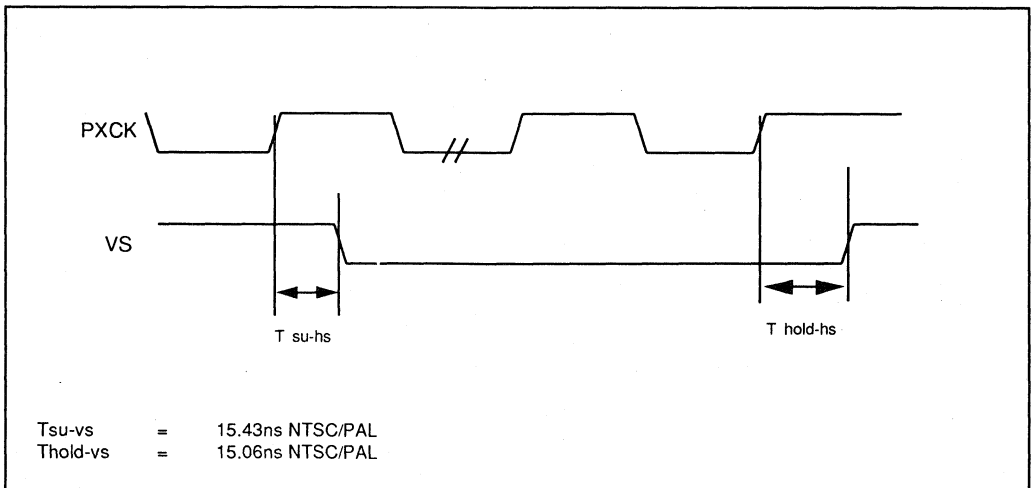 PXCK
VS
T su-hs
T hold-hs
Tsu-vs = 15.43ns NTSC/PAL
Thold-vs = 15.06ns NTSC/PAL